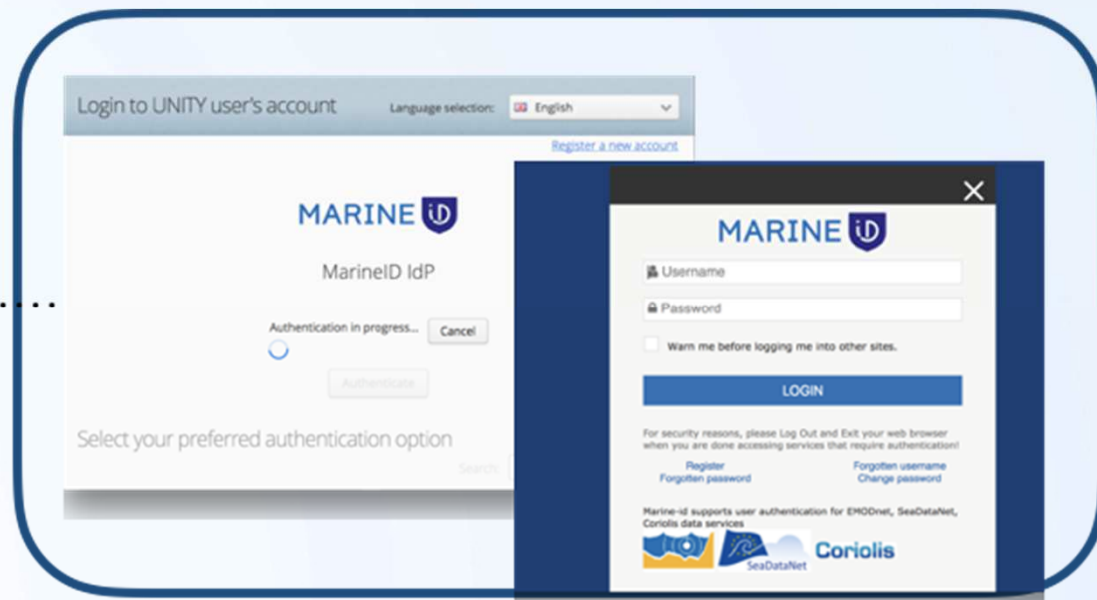 Login to UNITY user's account
Language selection:
English
Register a new account
MARINE iD
MarineID IdP
Authentication in progress...
Cancel
Authenticate
Select your preferred authentication option
Search:
MARINE iD
Username
Password
Warn me before logging me into other sites.
LOGIN
For security reasons, please Log Out and Exit your web browser
when you are done accessing services that require authentication!
Register
Forgotten username
Forgotten password
Change password
Marine-id supports user authentication for EMODnet, SeaDataNet,
Coriolis data services
SeaDataNet
Coriolis